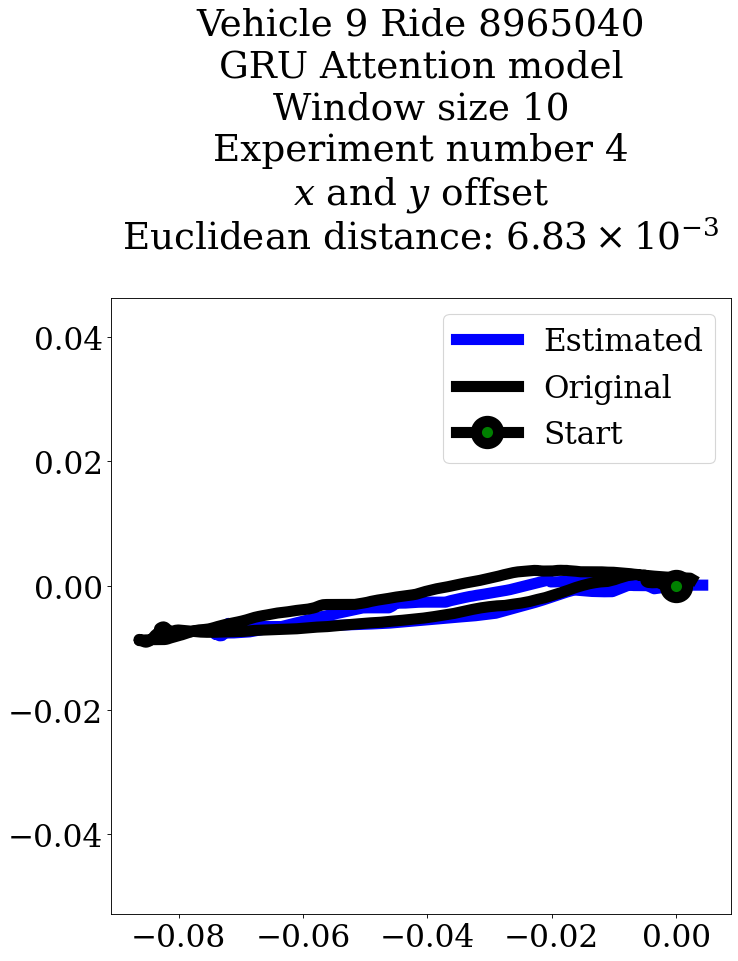 Vehicle 9 Ride 8965040
GRU Attention model
Window size 10
Experiment number 4
x and y offset
Euclidean distance: 6.83 × 10⁻³
0.04
0.02
0.00
−0.02
−0.04
Estimated
Original
Start
−0.08 −0.06 −0.04 −0.02 0.00